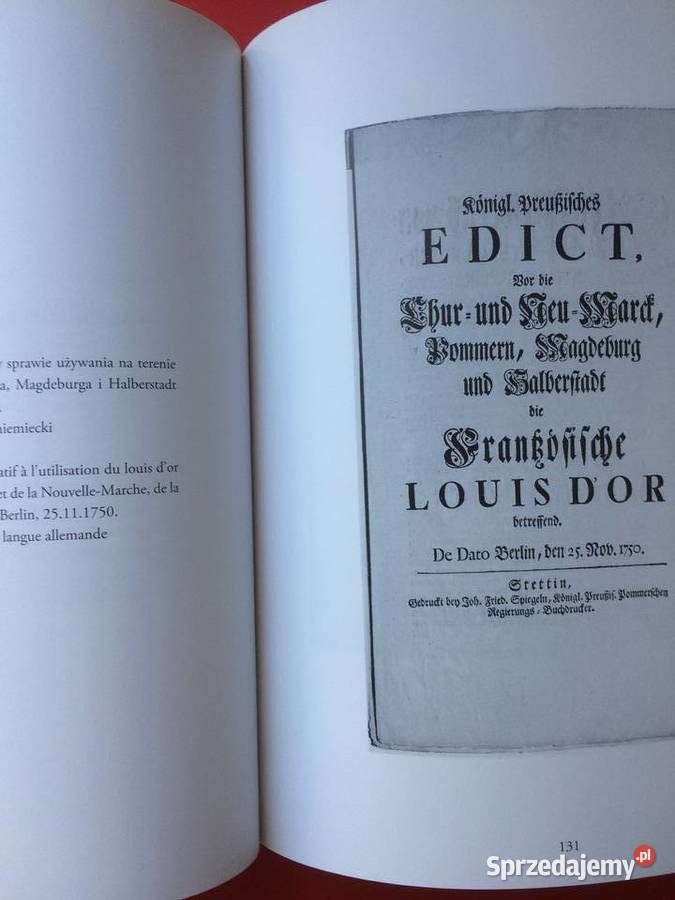 sprawie używania na terenie
a, Magdeburga i Halberstadt
niemiecki
atif à l'utilisation du louis d'or
et de la Nouvelle-Marche, de la
Berlin, 25.11.1750.
langue allemande
Königl. Preußisches
EDICT,
Vor die
Chur-und Neu-Marck,
Pommern, Magdeburg
und Halberstadt
die
Frantzösische
LOUIS D'OR
betreffend.
De Dato Berlin, den 25. Nov. 1750.
Stettin,
Gedruckt bey Joh. Fried. Spiegeln, Königl. Preußis. Pommerschen
Regierungs-Buchdrucker.
131
Sprzedajemy.pl